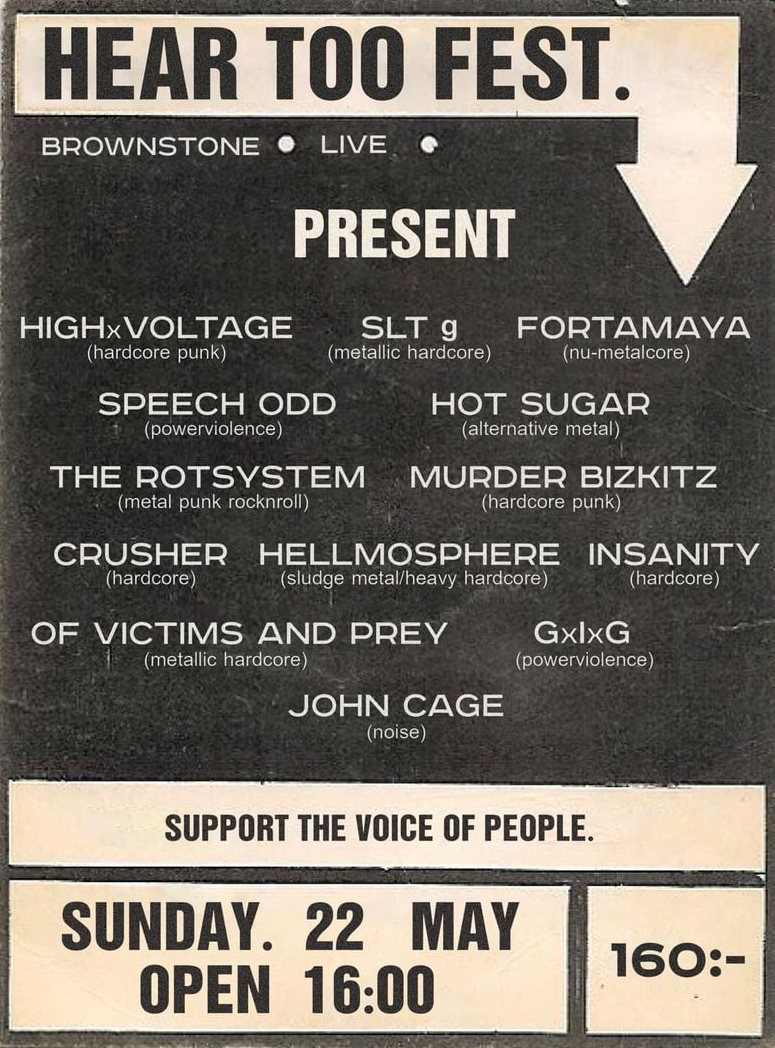 HEAR TOO FEST.
BROWNSTONE ● LIVE ●
PRESENT
HIGHxVOLTAGE SLT g FORTAMAYA
(hardcore punk) (metallic hardcore) (nu-metalcore)
SPEECH ODD HOT SUGAR
(powerviolence) (alternative metal)
THE ROTSYSTEM MURDER BIZKITZ
(metal punk rocknroll) (hardcore punk)
CRUSHER HELLMOSPHERE INSANITY
(hardcore) (sludge metal/heavy hardcore) (hardcore)
OF VICTIMS AND PREY GxIxG
(metallic hardcore) (powerviolence)
JOHN CAGE
(noise)
SUPPORT THE VOICE OF PEOPLE.
SUNDAY. 22 MAY
OPEN 16:00
160:-